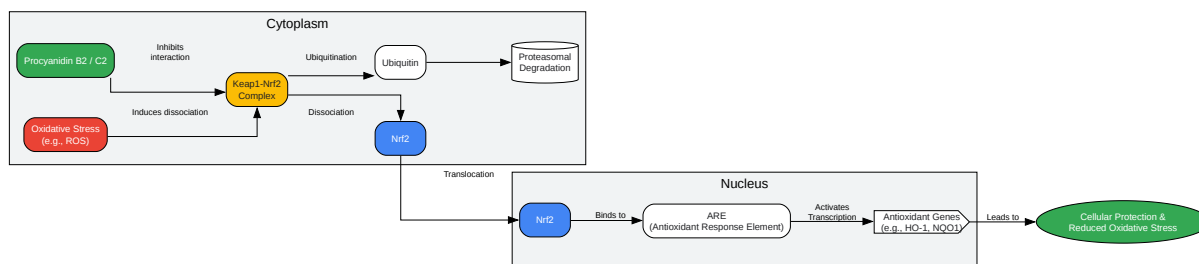 Cytoplasm
Procyanidin B2 / C2
Inhibits
interaction
Keap1-Nrf2
Complex
Ubiquitination
Ubiquitin
Proteasomal
Degradation
Oxidative Stress
(e.g., ROS)
Induces dissociation
Dissociation
Nrf2
Translocation
Nucleus
Nrf2
Binds to
ARE
(Antioxidant Response Element)
Activates
Transcription
Antioxidant Genes
(e.g., HO-1, NQO1)
Leads to
Cellular Protection &
Reduced Oxidative Stress